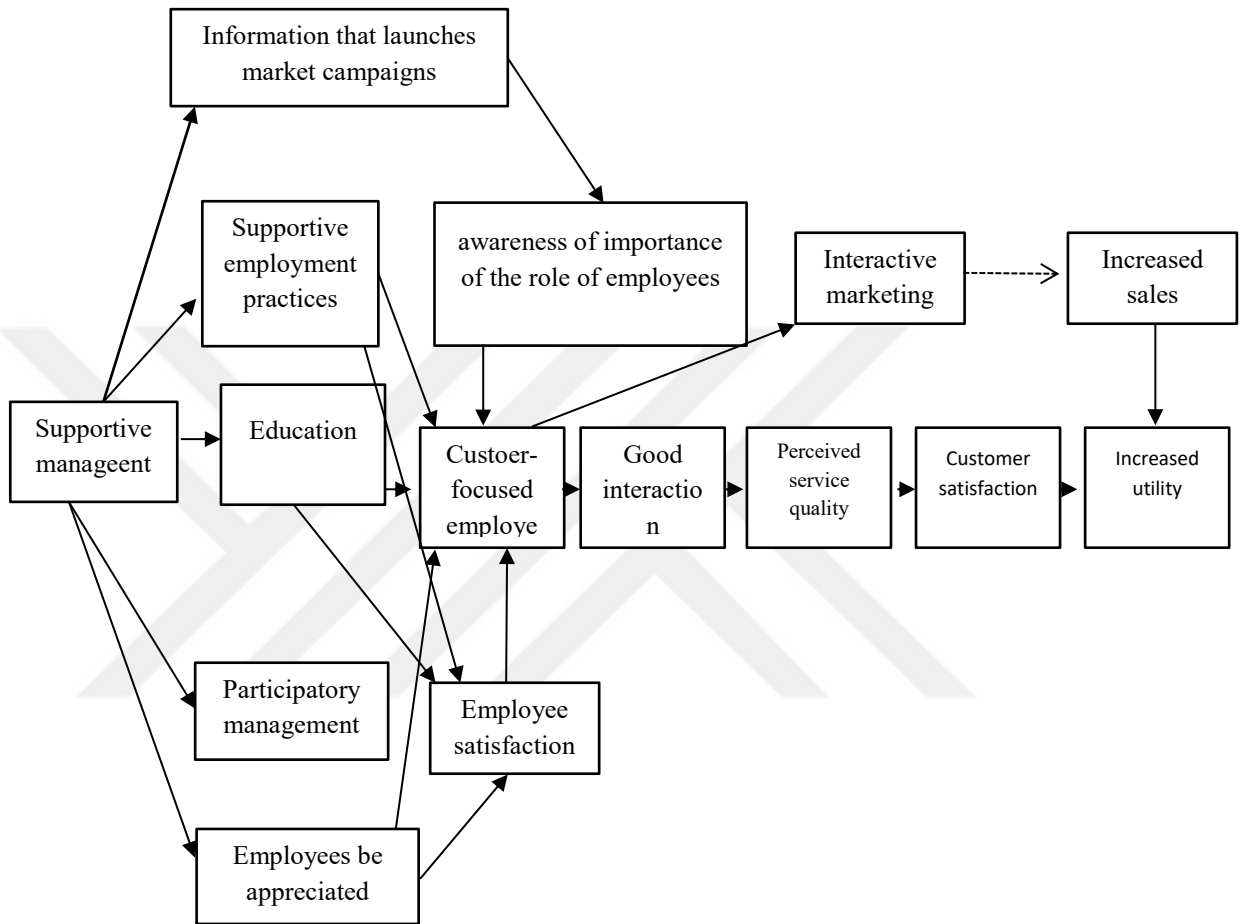 Information that launches
market campaigns
Supportive
employment
practices
awareness of importance
of the role of employees
Interactive
marketing
Increased
sales
Supportive
manageent
Education
Custoer-
focused
employe
Good
interactio
n
Perceived
service
quality
Customer
satisfaction
Increased
utility
Participatory
management
Employee
satisfaction
Employees be
appreciated